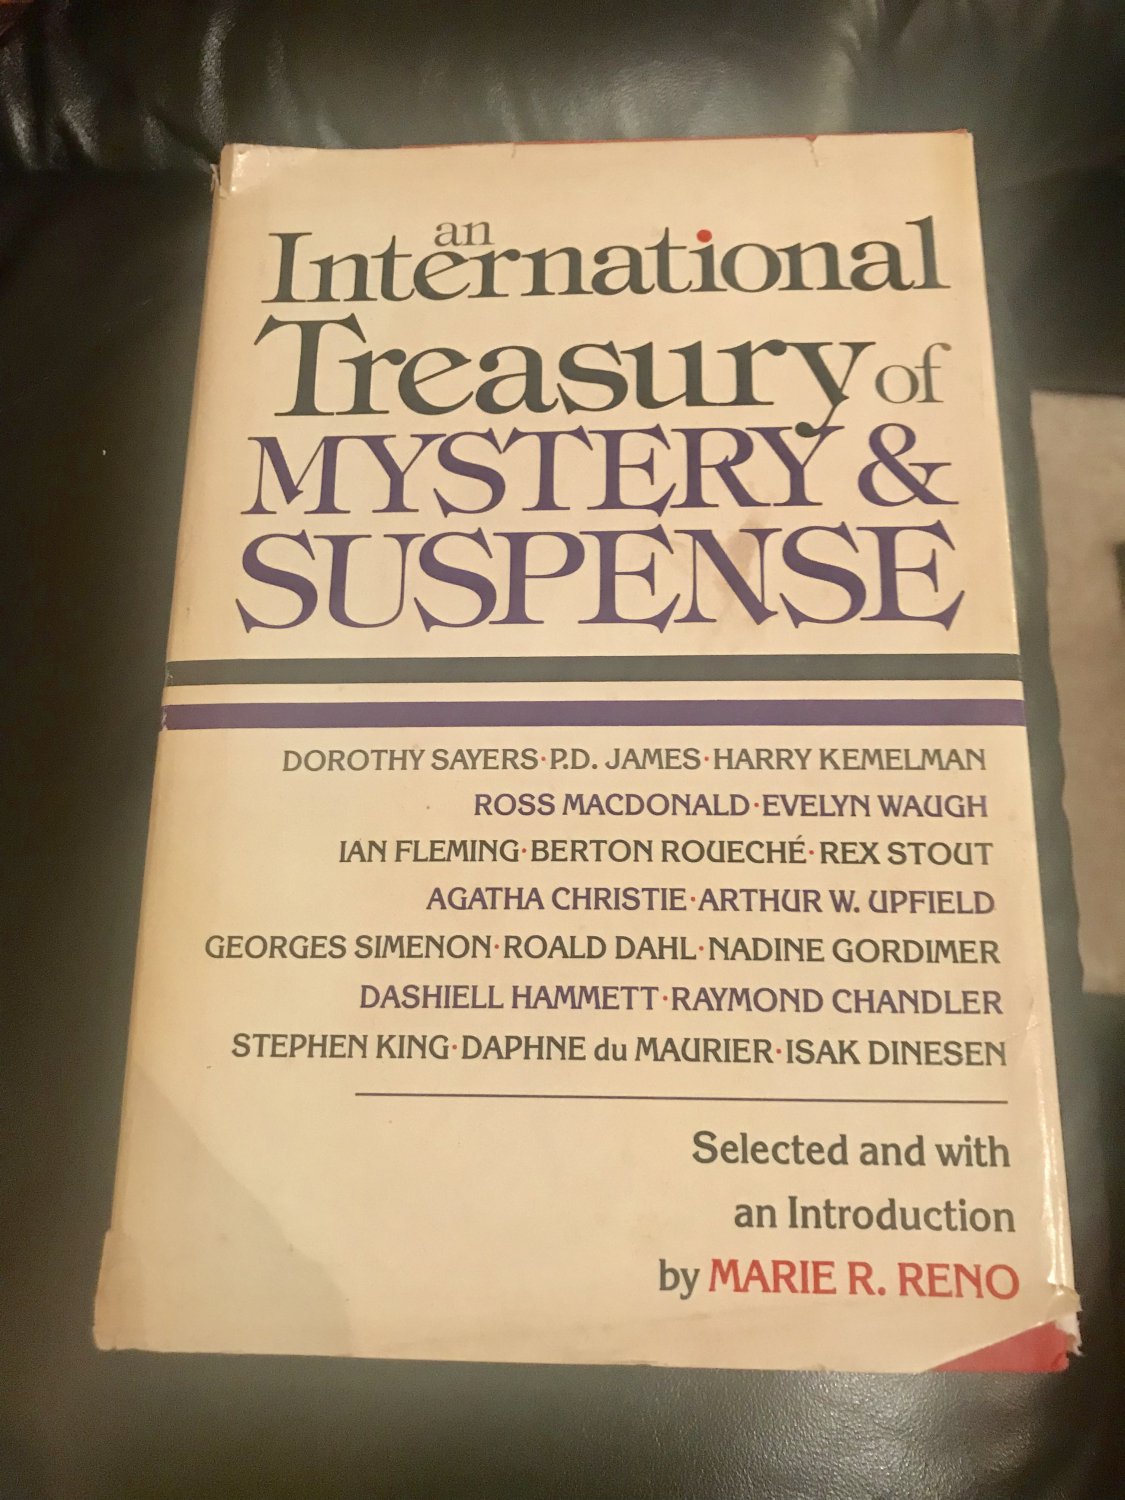 an
International
Treasury of
MYSTERY &
SUSPENSE
DOROTHY SAYERS·P.D. JAMES·HARRY KEMELMAN
ROSS MACDONALD·EVELYN WAUGH
IAN FLEMING·BERTON ROUECHÉ·REX STOUT
AGATHA CHRISTIE·ARTHUR W. UPFIELD
GEORGES SIMENON·ROALD DAHL·NADINE GORDIMER
DASHIELL HAMMETT·RAYMOND CHANDLER
STEPHEN KING·DAPHNE du MAURIER·ISAK DINESEN
Selected and with
an Introduction
by MARIE R. RENO